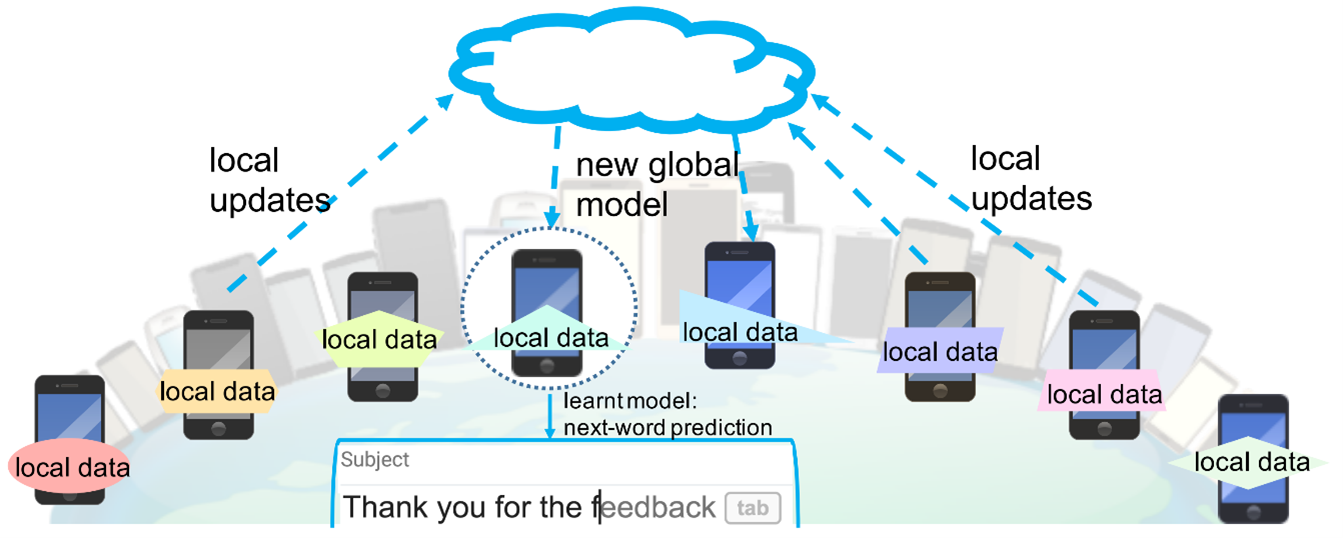 local
updates
new global
model
local
updates
local data
local data
local data
local data
local data
local data
local data
local data
learnt model:
next-word prediction
Subject
Thank you for the feedback tab